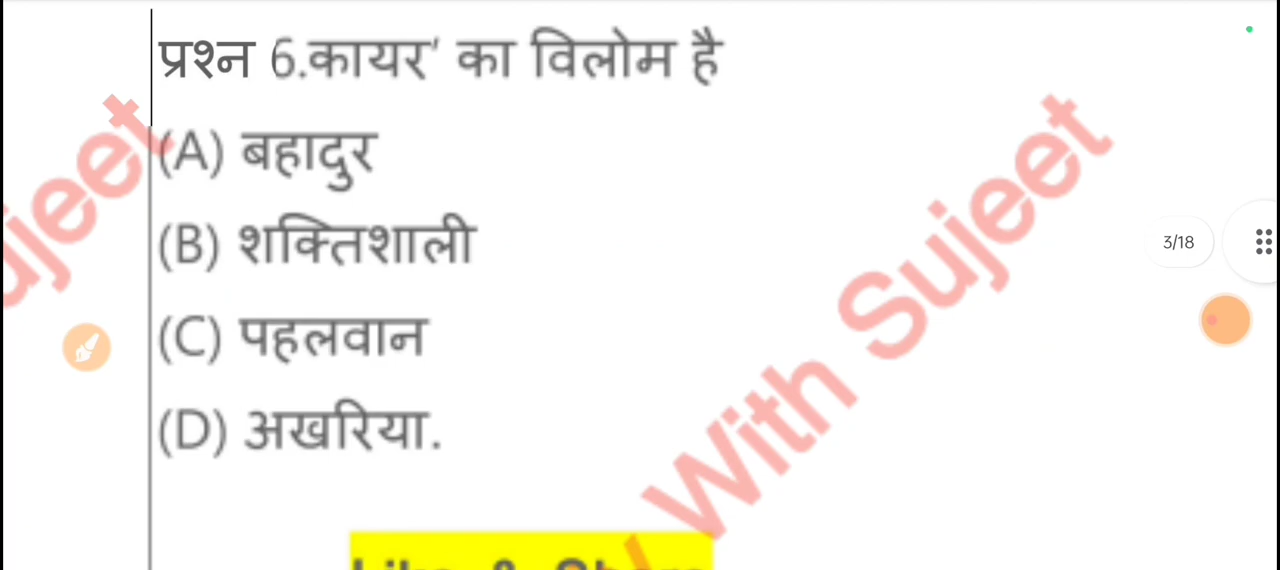 प्रश्न 6.कायर' का विलोम है
(A) बहादुर
(B) शक्तिशाली
(C) पहलवान
(D) अखरिया.
With Sujeet
3/18